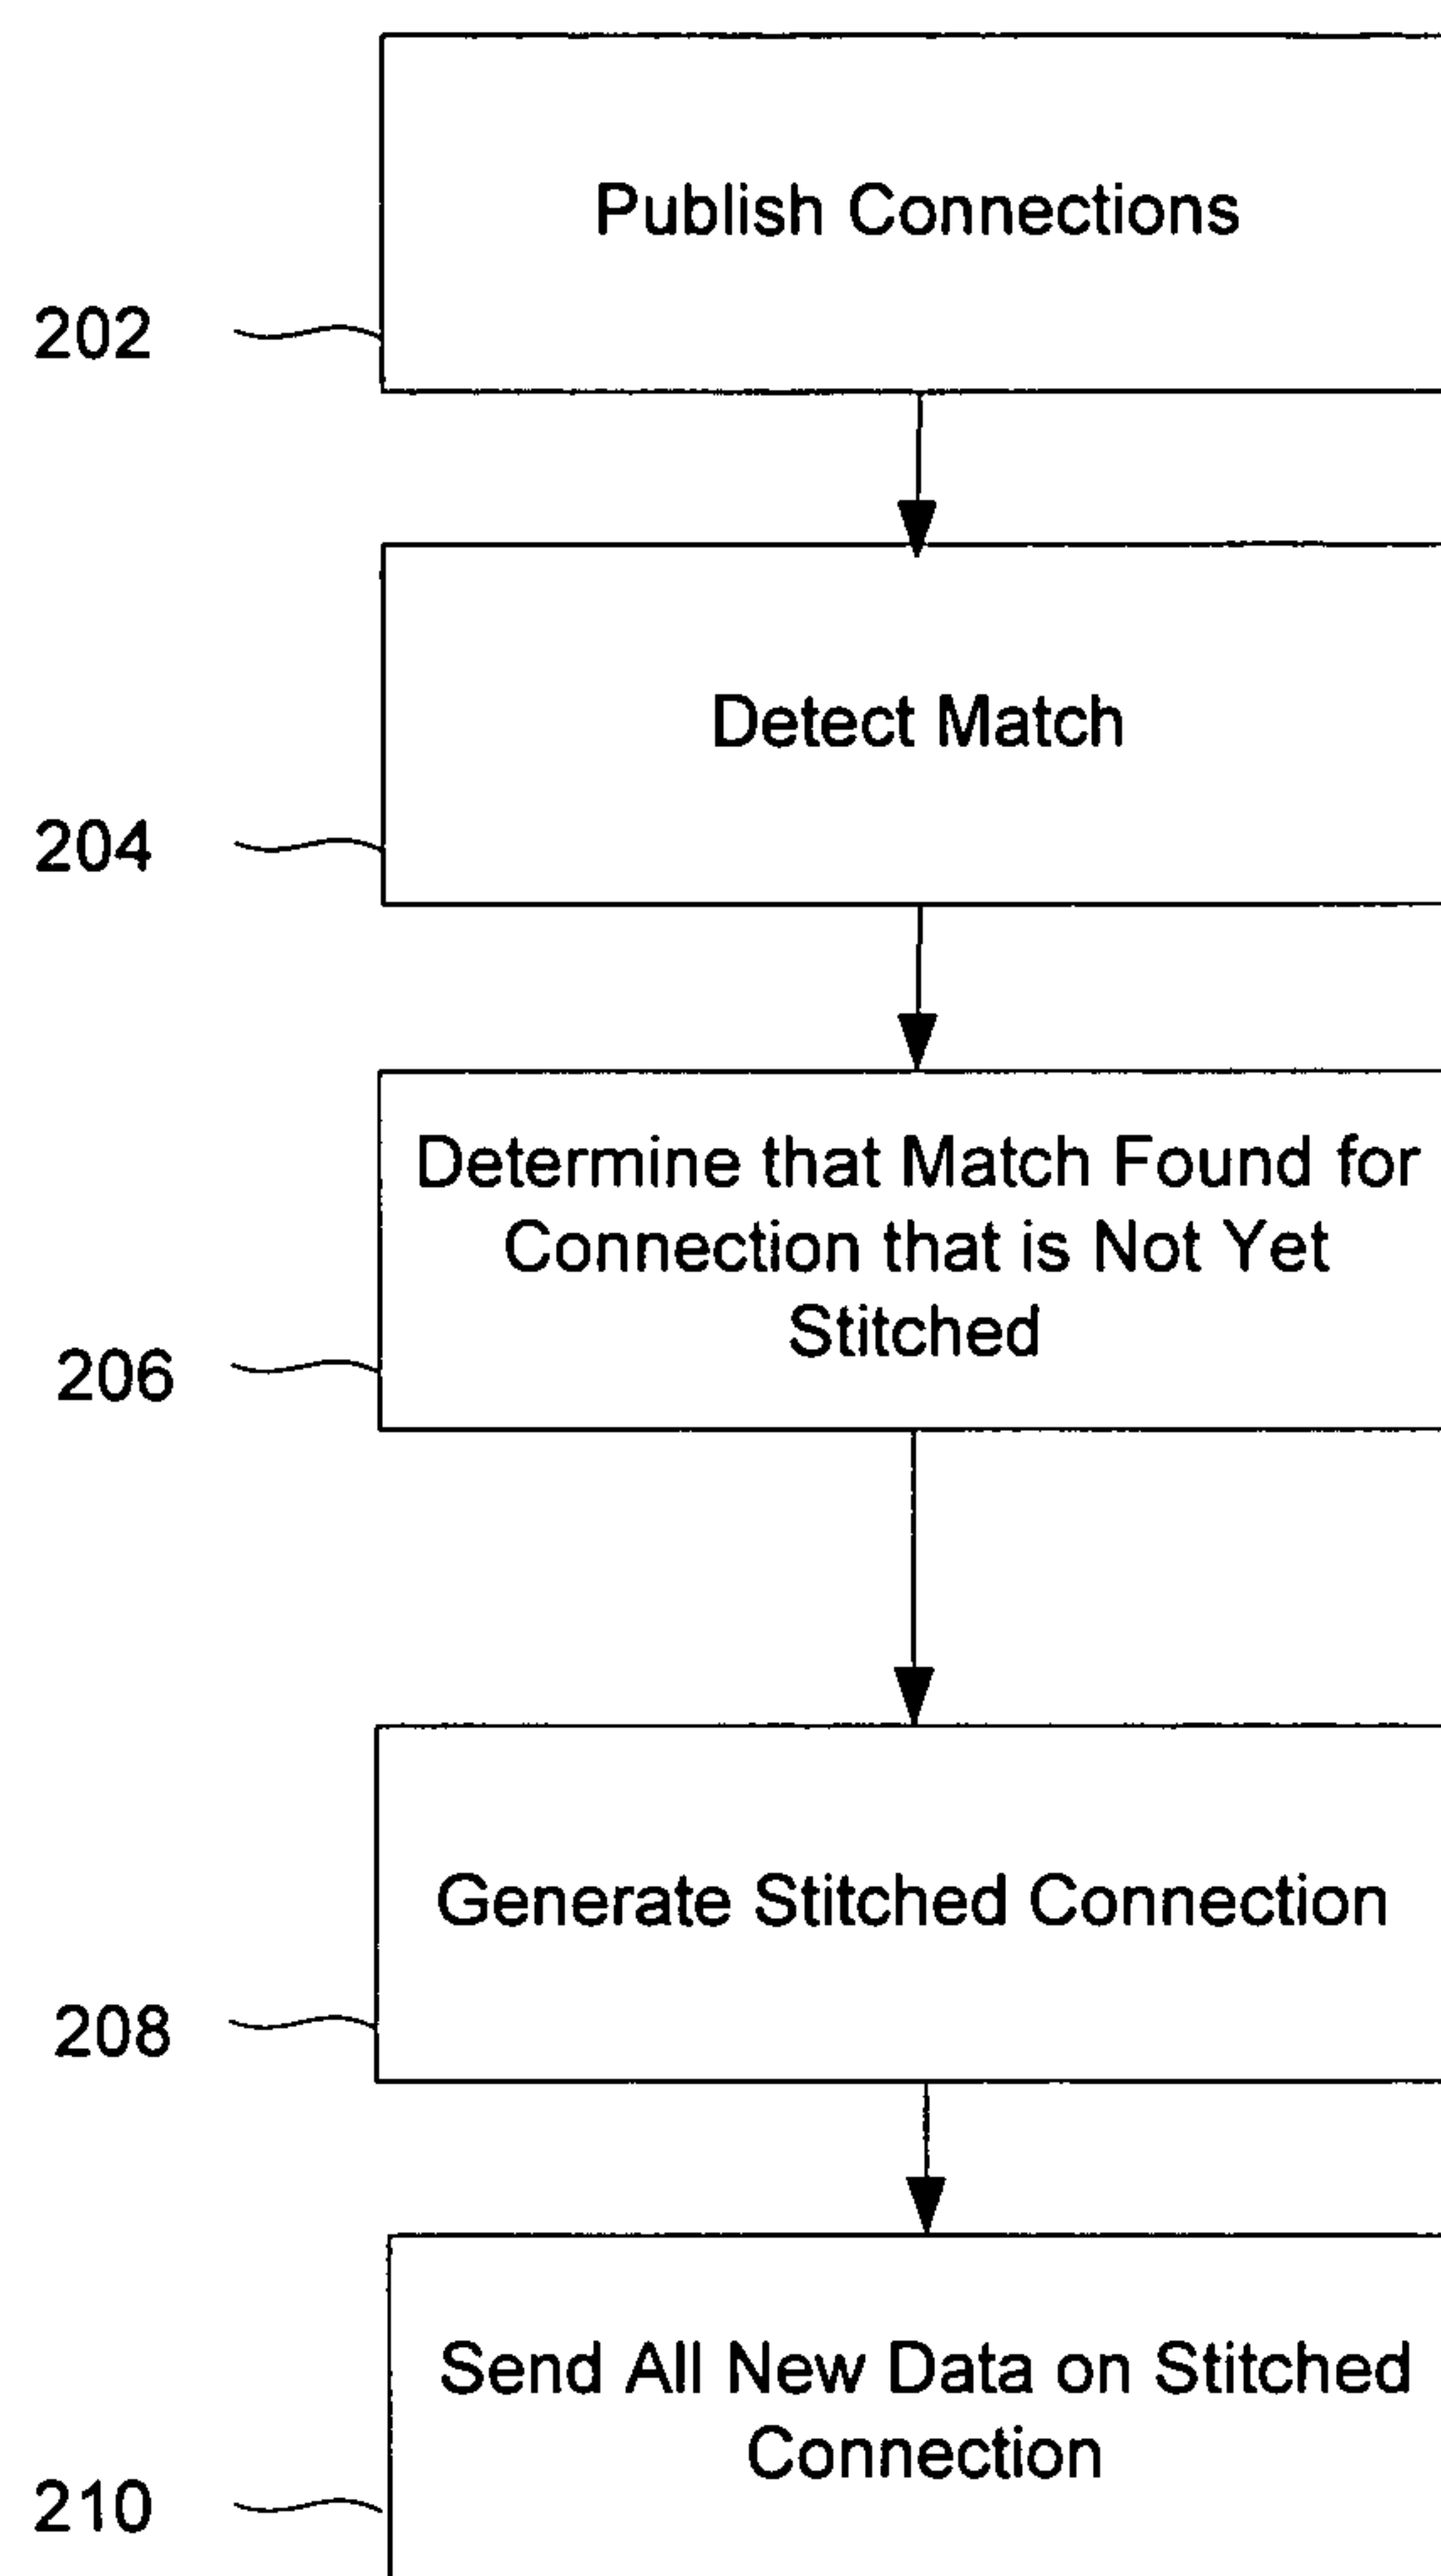 Publish Connections
202
Detect Match
204
Determine that Match Found for
Connection that is Not Yet
Stitched
206
Generate Stitched Connection
208
Send All New Data on Stitched
Connection
210